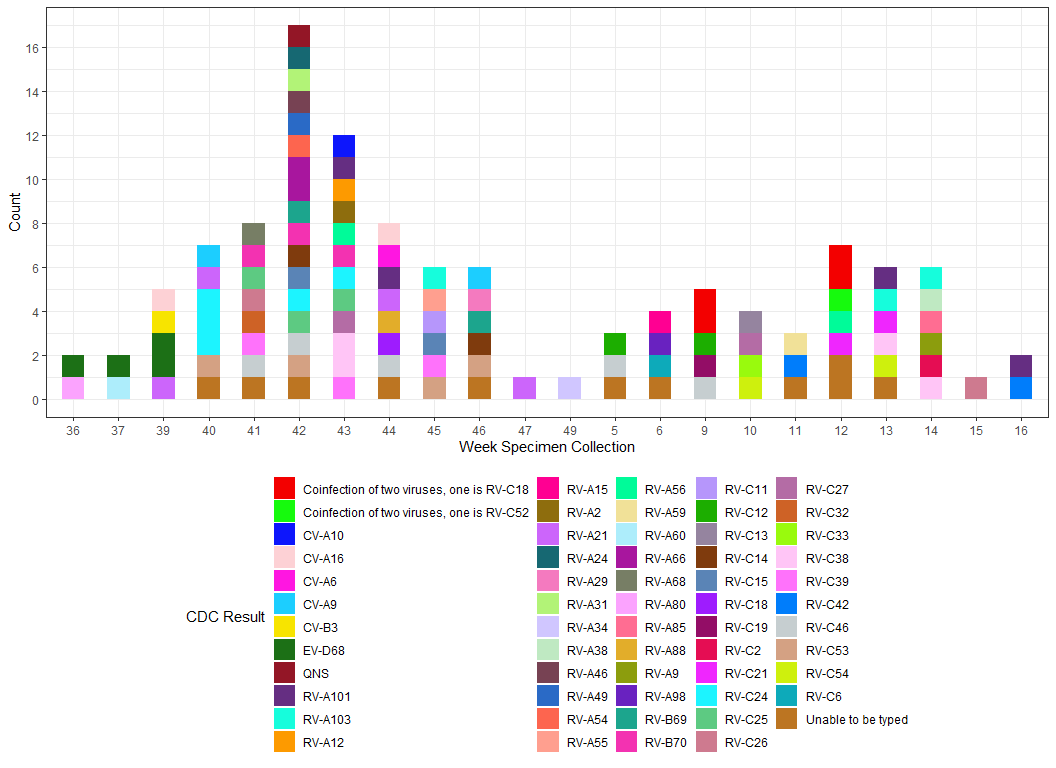 16
14
12
10
8
6
4
2
0
Count
36 37 39 40 41 42 43 44 45 46 47 49 5 6 9 10 11 12 13 14 15 16
Week Specimen Collection
CDC Result
Coinfection of two viruses, one is RV-C18
Coinfection of two viruses, one is RV-C52
CV-A10
CV-A16
CV-A6
CV-A9
CV-B3
EV-D68
QNS
RV-A101
RV-A103
RV-A12
RV-A15
RV-A2
RV-A21
RV-A24
RV-A29
RV-A31
RV-A34
RV-A38
RV-A46
RV-A49
RV-A54
RV-A55
RV-A56
RV-A59
RV-A60
RV-A66
RV-A68
RV-A80
RV-A85
RV-A88
RV-A9
RV-A98
RV-B69
RV-B70
RV-C11
RV-C12
RV-C13
RV-C14
RV-C15
RV-C18
RV-C19
RV-C2
RV-C21
RV-C24
RV-C25
RV-C26
RV-C27
RV-C32
RV-C33
RV-C38
RV-C39
RV-C42
RV-C46
RV-C53
RV-C54
RV-C6
Unable to be typed